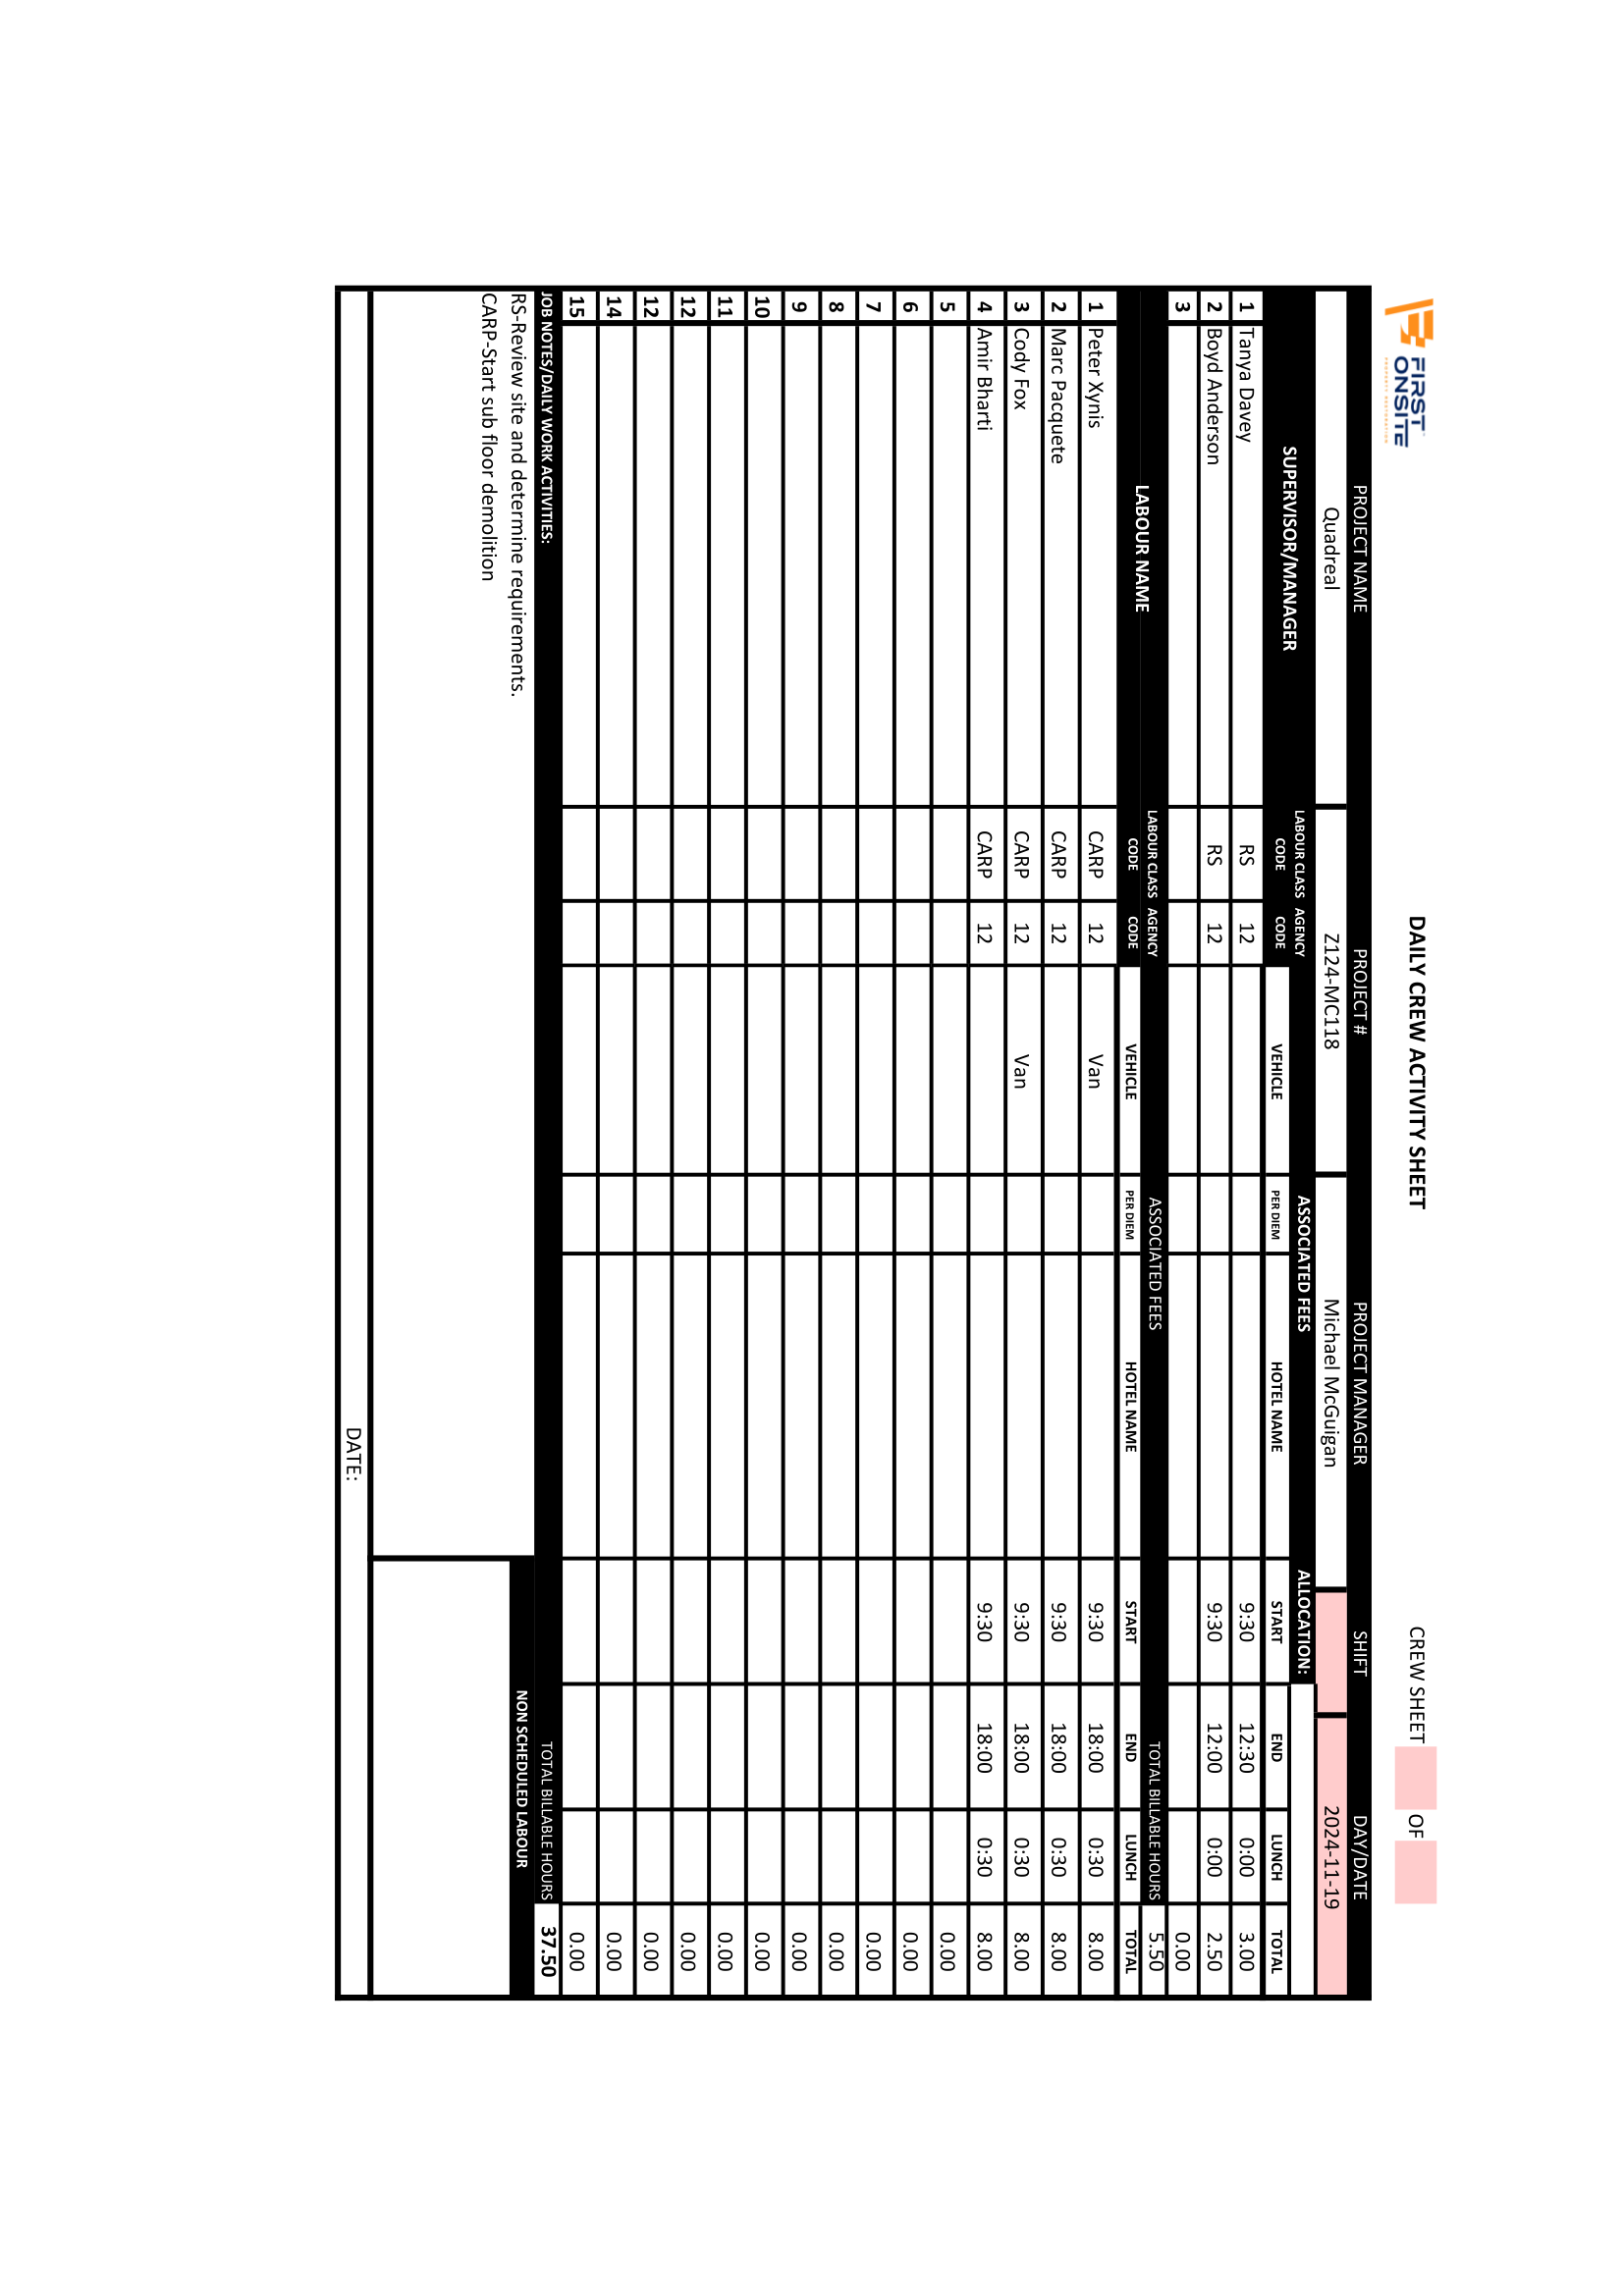 FIRST
ONSITE
PROPERTY RESTORATION
DAILY CREW ACTIVITY SHEET
CREW SHEET OF
PROJECT NAME PROJECT # PROJECT MANAGER SHIFT DAY/DATE
Quadreal Z124-MC118 Michael McGuigan 2024-11-19
SUPERVISOR/MANAGER LABOUR CLASS CODE AGENCY CODE ASSOCIATED FEES ALLOCATION:
VEHICLE PER DIEM HOTEL NAME START END LUNCH TOTAL
1 Tanya Davey RS 12 9:30 12:30 0:00 3.00
2 Boyd Anderson RS 12 9:30 12:00 0:00 2.50
3 0.00
LABOUR NAME LABOUR CLASS CODE AGENCY CODE ASSOCIATED FEES TOTAL BILLABLE HOURS 5.50
VEHICLE PER DIEM HOTEL NAME START END LUNCH TOTAL
1 Peter Xynis CARP 12 Van 9:30 18:00 0:30 8.00
2 Marc Pacquete CARP 12 9:30 18:00 0:30 8.00
3 Cody Fox CARP 12 Van 9:30 18:00 0:30 8.00
4 Amir Bharti CARP 12 9:30 18:00 0:30 8.00
5 0.00
6 0.00
7 0.00
8 0.00
9 0.00
10 0.00
11 0.00
12 0.00
12 0.00
14 0.00
15 0.00
JOB NOTES/DAILY WORK ACTIVITIES: TOTAL BILLABLE HOURS 37.50
RS-Review site and determine requirements. NON SCHEDULED LABOUR
CARP-Start sub floor demolition
DATE: